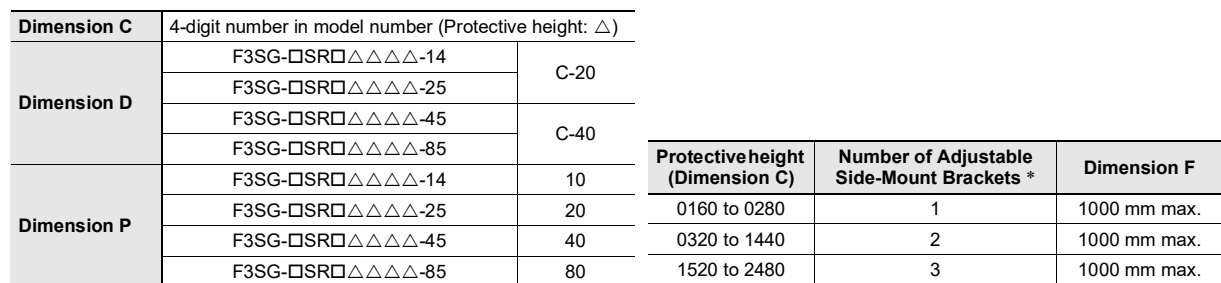 Dimension C 4-digit number in model number (Protective height: △)
Dimension D
F3SG-□SR□△△△△-14
F3SG-□SR□△△△△-25
C-20
F3SG-□SR□△△△△-45
F3SG-□SR□△△△△-85
C-40
Dimension P
F3SG-□SR□△△△△-14 10
F3SG-□SR□△△△△-25 20
F3SG-□SR□△△△△-45 40
F3SG-□SR□△△△△-85 80
Protective height
(Dimension C)
Number of Adjustable
Side-Mount Brackets *
Dimension F
0160 to 0280 1 1000 mm max.
0320 to 1440 2 1000 mm max.
1520 to 2480 3 1000 mm max.